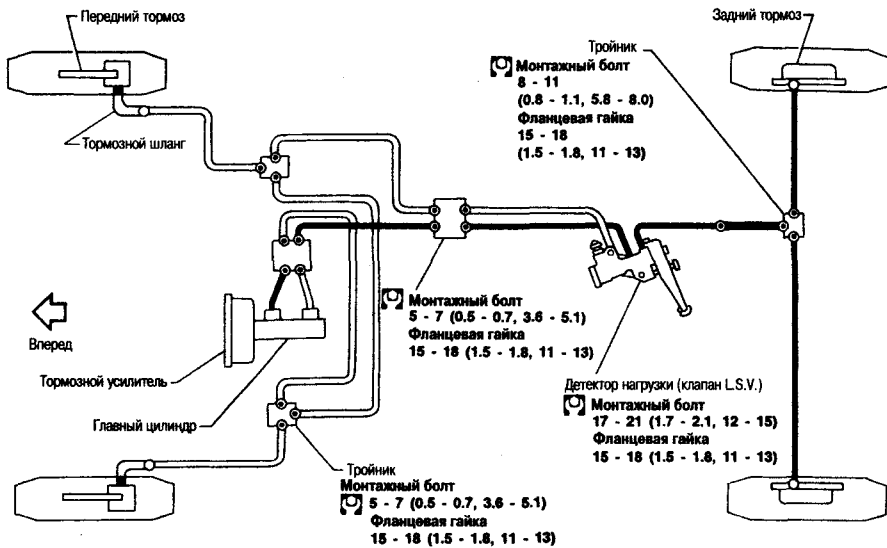 Передний тормоз
Задний тормоз
Тройник
Монтажный болт
8 - 11
(0.8 - 1.1, 5.8 - 8.0)
Фланцевая гайка
15 - 18
(1.5 - 1.8, 11 - 13)
Тормозной шланг
Вперед
Тормозной усилитель
Главный цилиндр
Монтажный болт
5 - 7 (0.5 - 0.7, 3.6 - 5.1)
Фланцевая гайка
15 - 18 (1.5 - 1.8, 11 - 13)
Детектор нагрузки (клапан L.S.V.)
Монтажный болт
17 - 21 (1.7 - 2.1, 12 - 15)
Фланцевая гайка
15 - 18 (1.5 - 1.8, 11 - 13)
Тройник
Монтажный болт
5 - 7 (0.5 - 0.7, 3.6 - 5.1)
Фланцевая гайка
15 - 18 (1.5 - 1.8, 11 - 13)